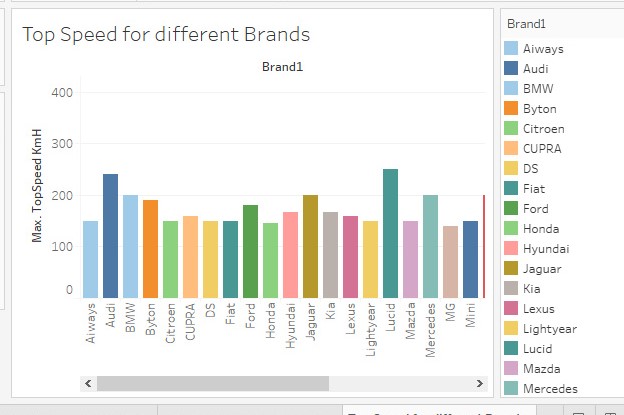 Top Speed for different Brands
Brand1
Max. TopSpeed KmH
400
300
200
100
0
Aiways
Audi
BMW
Byton
Citroen
CUPRA
DS
Fiat
Ford
Honda
Hyundai
Jaguar
Kia
Lexus
Lightyear
Lucid
Mazda
Mercedes
MG
Mini
Brand1
Aiways
Audi
BMW
Byton
Citroen
CUPRA
DS
Fiat
Ford
Honda
Hyundai
Jaguar
Kia
Lexus
Lightyear
Lucid
Mazda
Mercedes